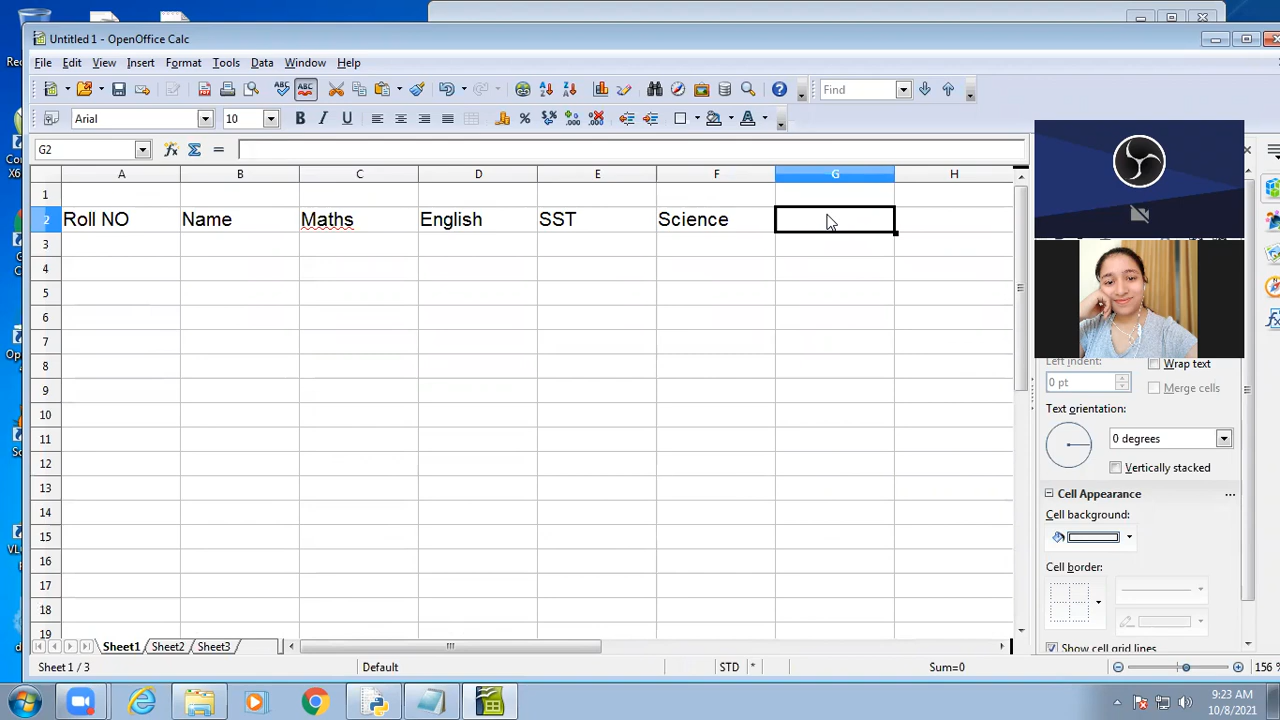 Untitled 1 - OpenOffice Calc
File Edit View Insert Format Tools Data Window Help
Find
Arial 10
G2
A B C D E F G H
1
2 Roll NO Name Maths English SST Science
3
4
5
6
7
8
9
10
11
12
13
14
15
16
17
18
19
Left indent:
Wrap text
0 pt
Merge cells
Text orientation:
0 degrees
Vertically stacked
Cell Appearance
Cell background:
Cell border:
Show cell grid lines
Sheet1 Sheet2 Sheet3
Sheet 1 / 3 Default STD * Sum=0 156 %
9:23 AM
10/8/2021